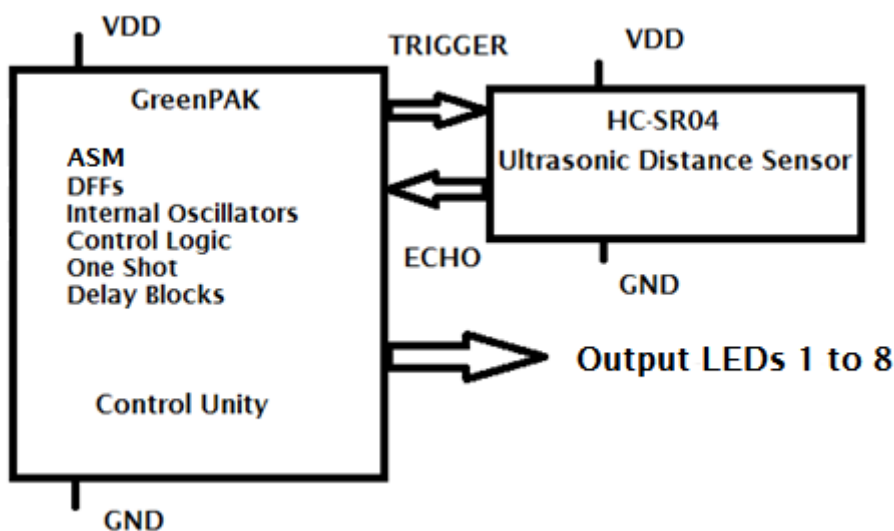 VDD
TRIGGER
VDD
GreenPAK
HC-SR04
Ultrasonic Distance Sensor
ASM
DFFs
Internal Oscillators
Control Logic
One Shot
Delay Blocks
ECHO
GND
Output LEDs 1 to 8
Control Unity
GND